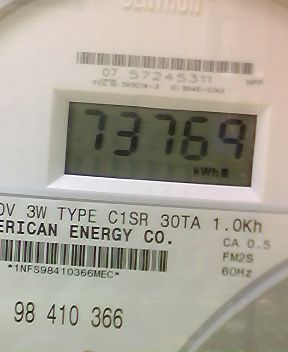 CENTRON
07 57245311
73769
kWh
0V 3W TYPE C1SR 30TA 1.0Kh
ERICAN ENERGY CO.
CA 0.5
FM2S
60Hz
*1NFS98410366MEC*
98 410 366